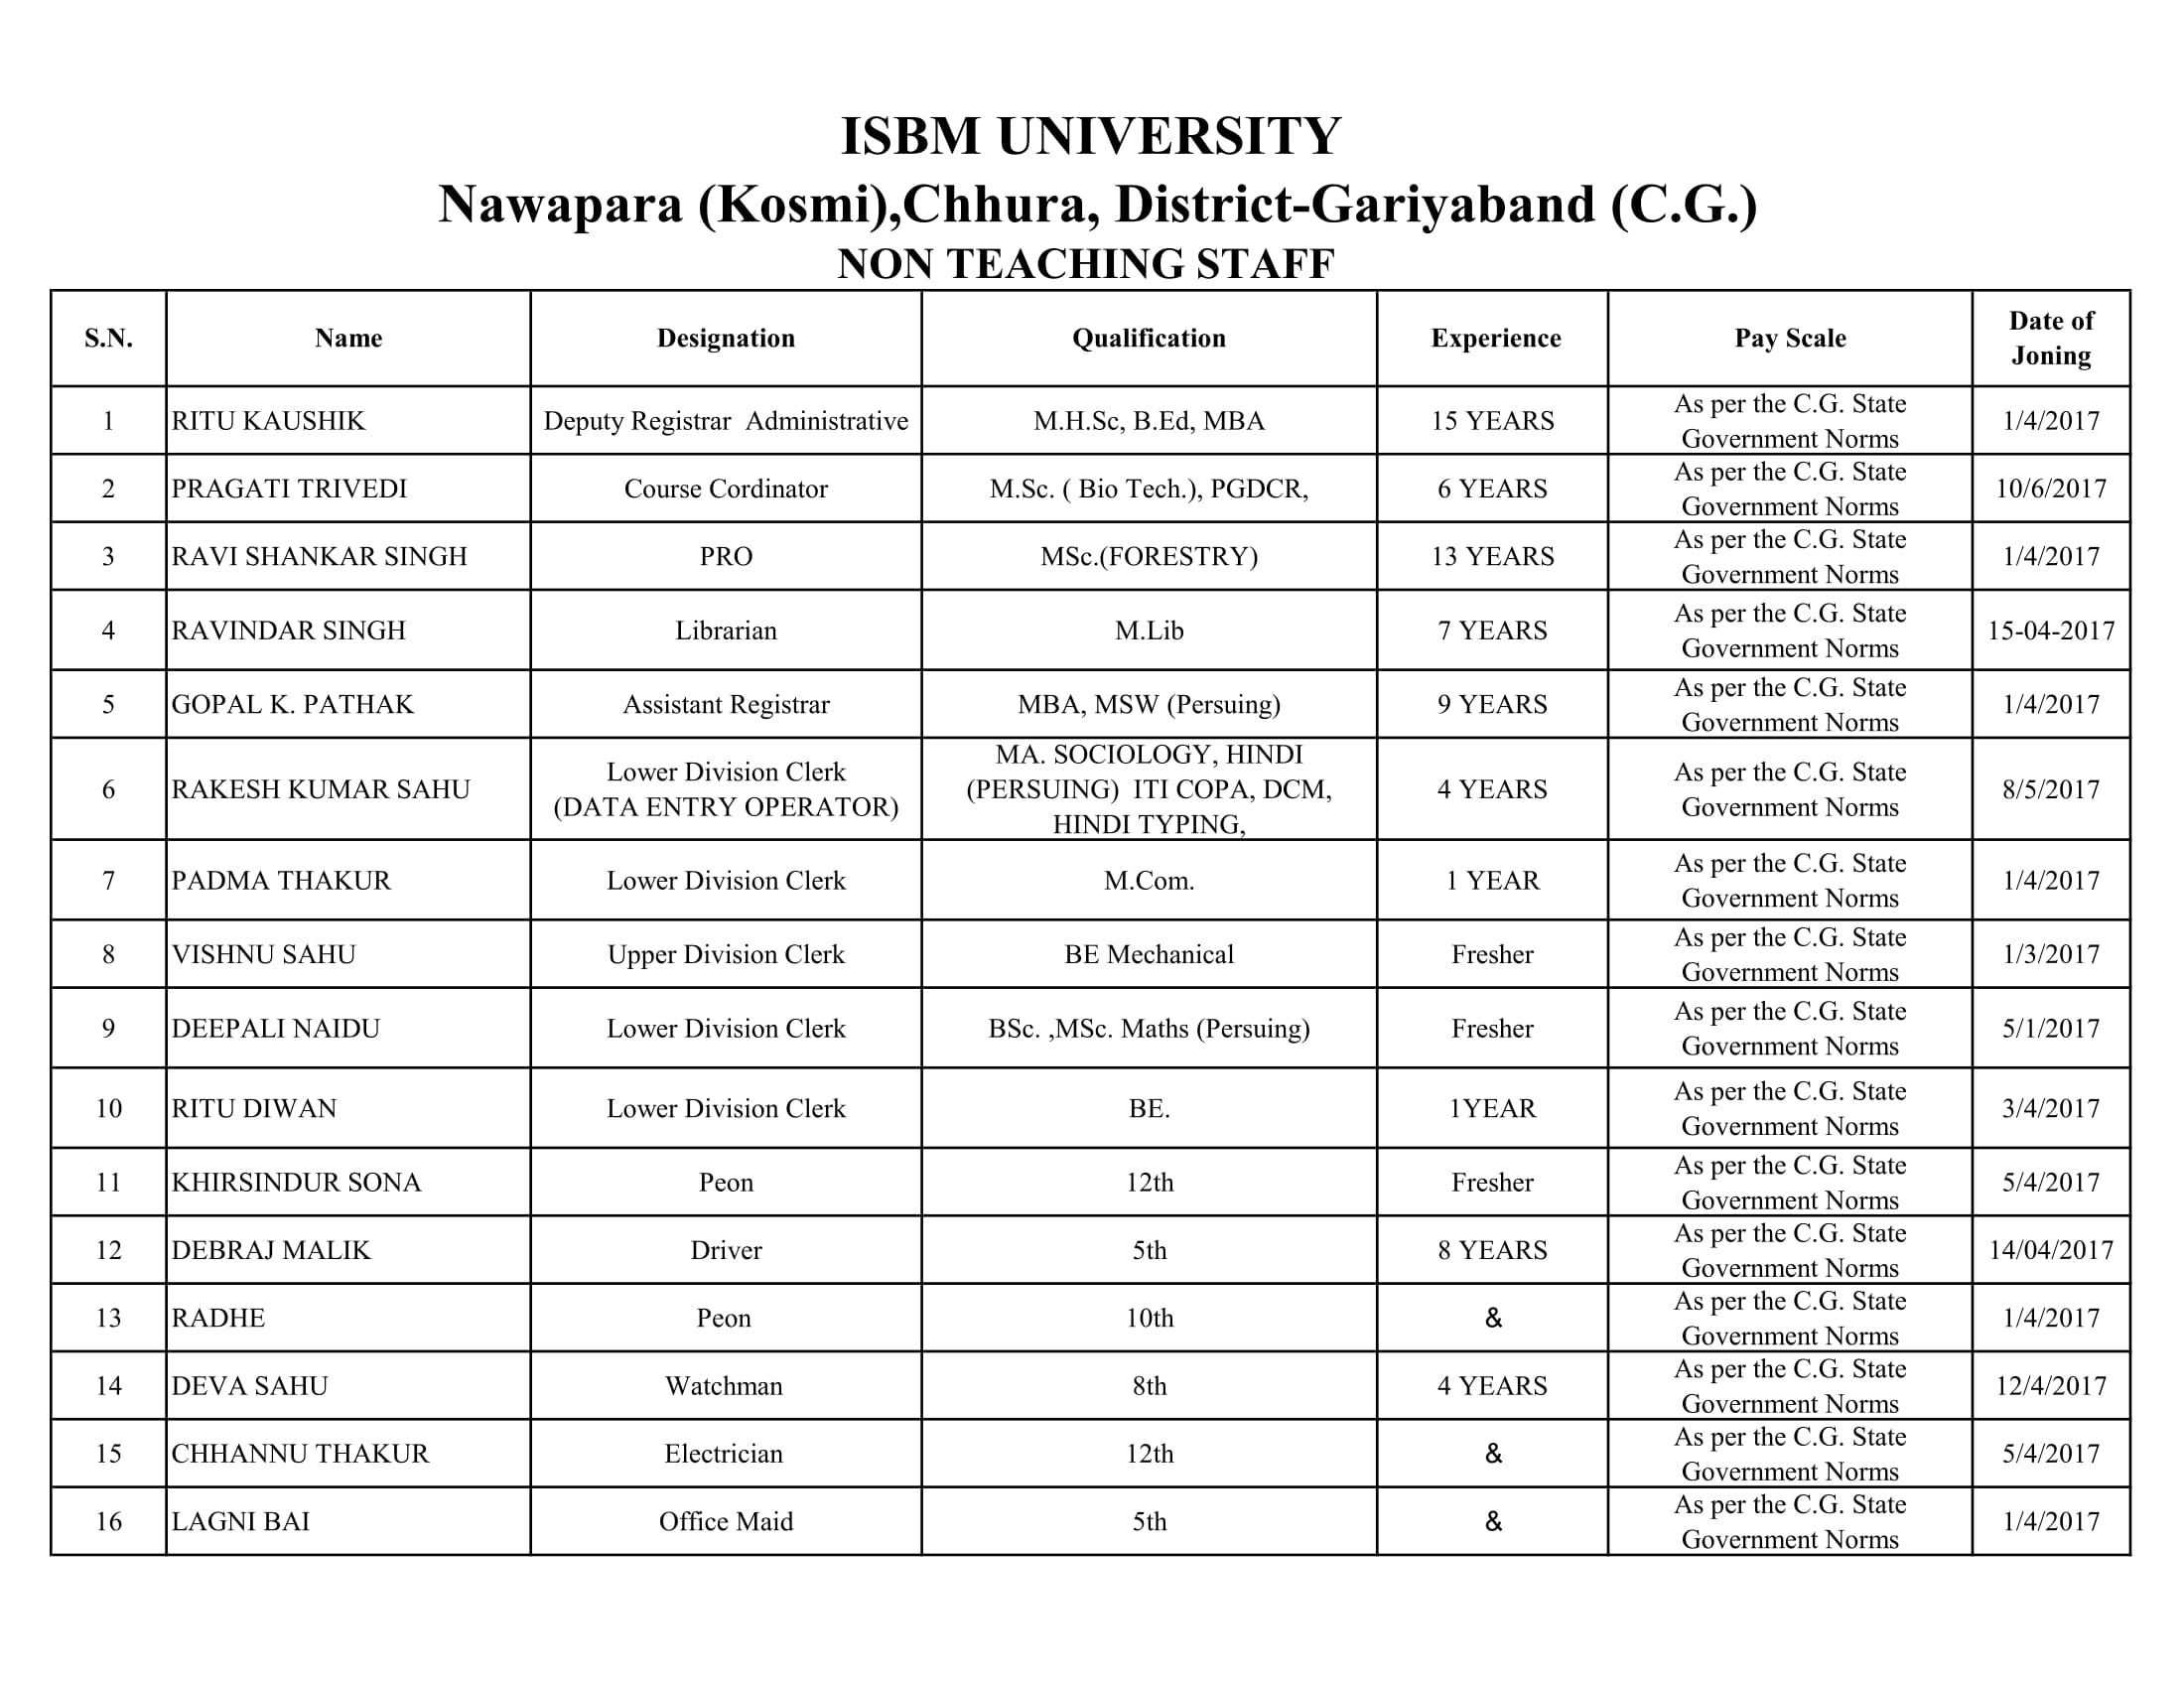 ISBM UNIVERSITY
Nawapara (Kosmi),Chhura, District-Gariyaband (C.G.)
NON TEACHING STAFF
S.N. Name Designation Qualification Experience Pay Scale Date of Joning
1 RITU KAUSHIK Deputy Registrar Administrative M.H.Sc, B.Ed, MBA 15 YEARS As per the C.G. State Government Norms 1/4/2017
2 PRAGATI TRIVEDI Course Cordinator M.Sc. ( Bio Tech.), PGDCR, 6 YEARS As per the C.G. State Government Norms 10/6/2017
3 RAVI SHANKAR SINGH PRO MSc.(FORESTRY) 13 YEARS As per the C.G. State Government Norms 1/4/2017
4 RAVINDAR SINGH Librarian M.Lib 7 YEARS As per the C.G. State Government Norms 15-04-2017
5 GOPAL K. PATHAK Assistant Registrar MBA, MSW (Persuing) 9 YEARS As per the C.G. State Government Norms 1/4/2017
6 RAKESH KUMAR SAHU Lower Division Clerk (DATA ENTRY OPERATOR) MA. SOCIOLOGY, HINDI (PERSUING) ITI COPA, DCM, HINDI TYPING, 4 YEARS As per the C.G. State Government Norms 8/5/2017
7 PADMA THAKUR Lower Division Clerk M.Com. 1 YEAR As per the C.G. State Government Norms 1/4/2017
8 VISHNU SAHU Upper Division Clerk BE Mechanical Fresher As per the C.G. State Government Norms 1/3/2017
9 DEEPALI NAIDU Lower Division Clerk BSc. ,MSc. Maths (Persuing) Fresher As per the C.G. State Government Norms 5/1/2017
10 RITU DIWAN Lower Division Clerk BE. 1YEAR As per the C.G. State Government Norms 3/4/2017
11 KHIRSINDUR SONA Peon 12th Fresher As per the C.G. State Government Norms 5/4/2017
12 DEBRAJ MALIK Driver 5th 8 YEARS As per the C.G. State Government Norms 14/04/2017
13 RADHE Peon 10th & As per the C.G. State Government Norms 1/4/2017
14 DEVA SAHU Watchman 8th 4 YEARS As per the C.G. State Government Norms 12/4/2017
15 CHHANNU THAKUR Electrician 12th & As per the C.G. State Government Norms 5/4/2017
16 LAGNI BAI Office Maid 5th & As per the C.G. State Government Norms 1/4/2017